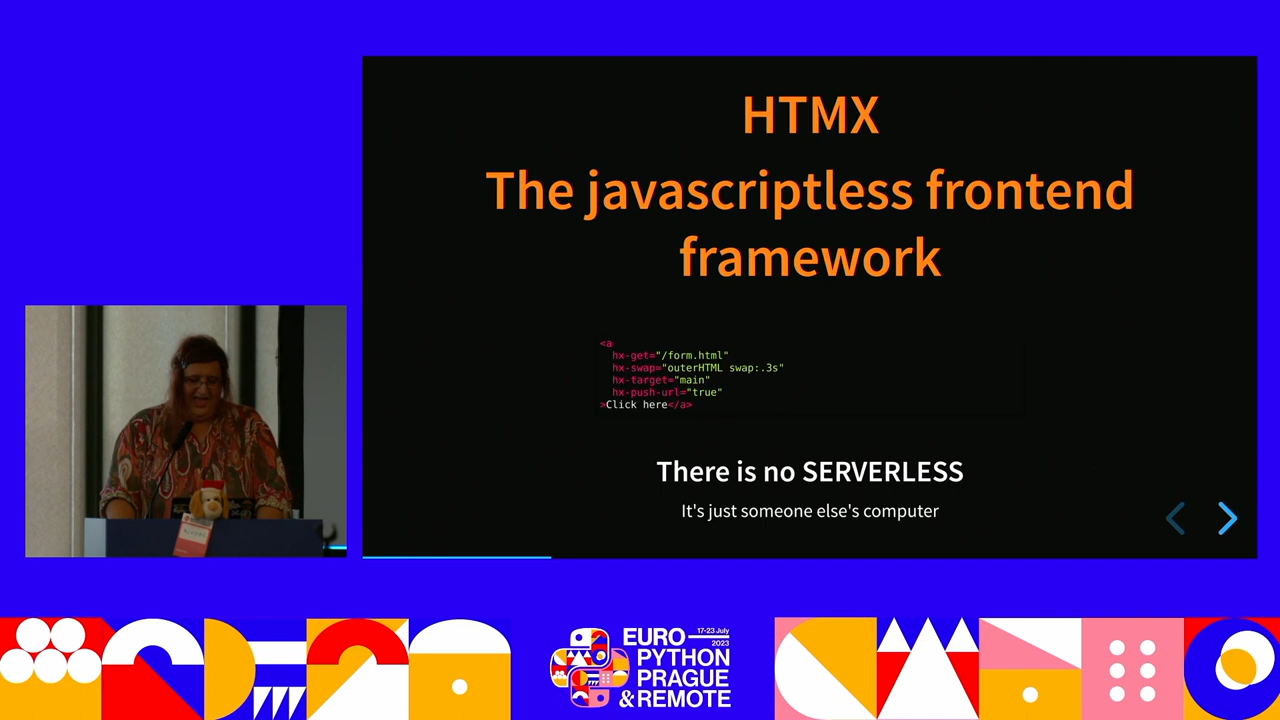 HTMX
The javascriptless frontend
framework
<a
hx-get="/form.html"
hx-swap="outerHTML swap:.3s"
hx-target="main"
hx-push-url="true"
>Click here</a>
There is no SERVERLESS
It's just someone else's computer
17-23 July
2023
EURO
PYTHON
PRAGUE
& REMOTE